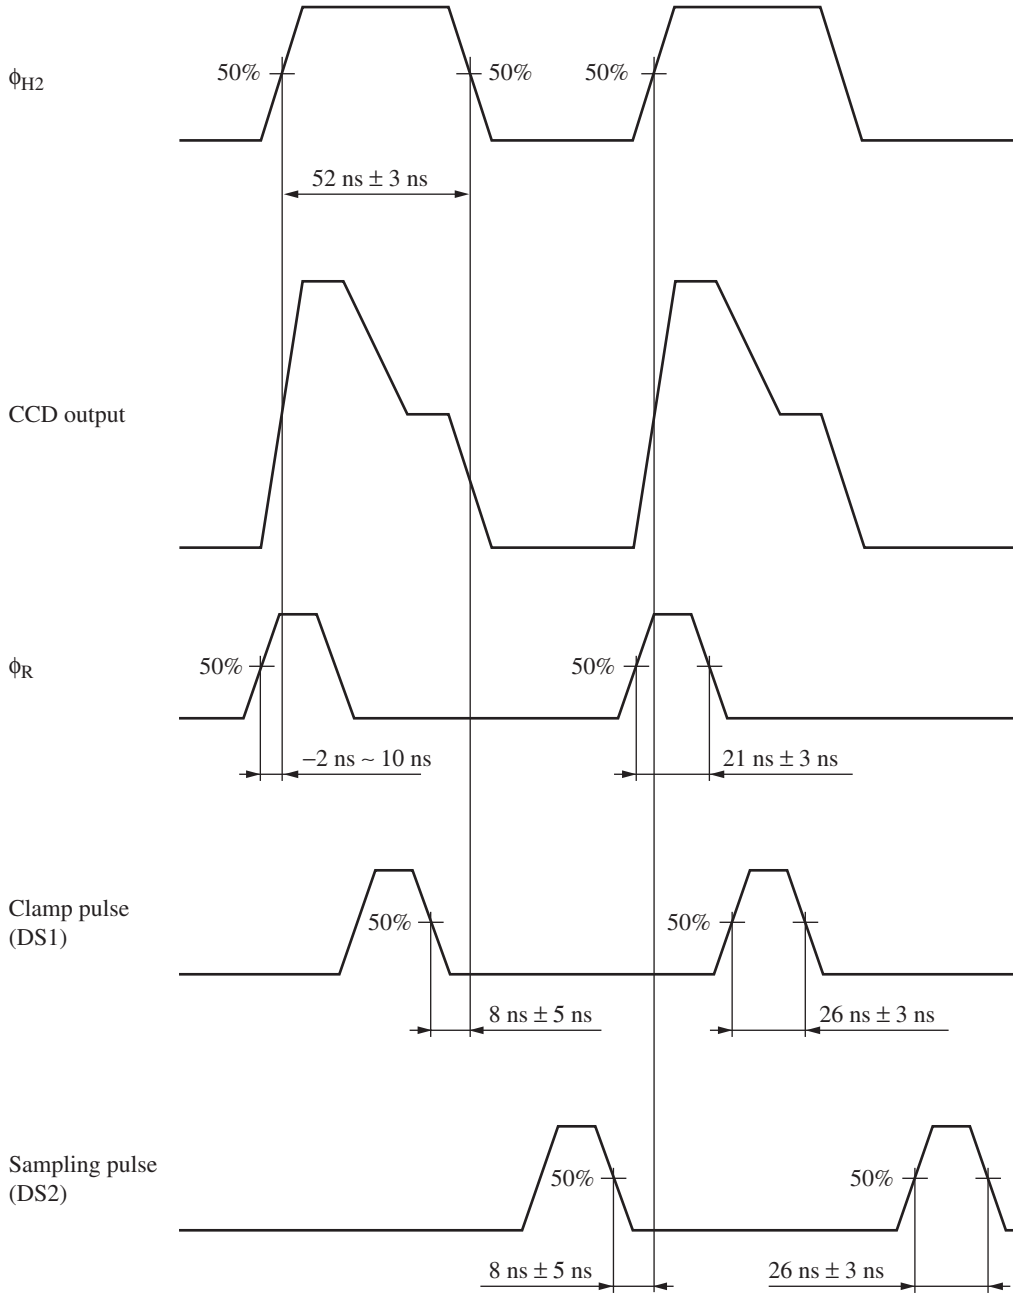 ϕH2
50%
50%
50%
52 ns ± 3 ns
CCD output
ϕR
50%
50%
−2 ns ~ 10 ns
21 ns ± 3 ns
Clamp pulse
(DS1)
50%
50%
8 ns ± 5 ns
26 ns ± 3 ns
Sampling pulse
(DS2)
50%
50%
8 ns ± 5 ns
26 ns ± 3 ns